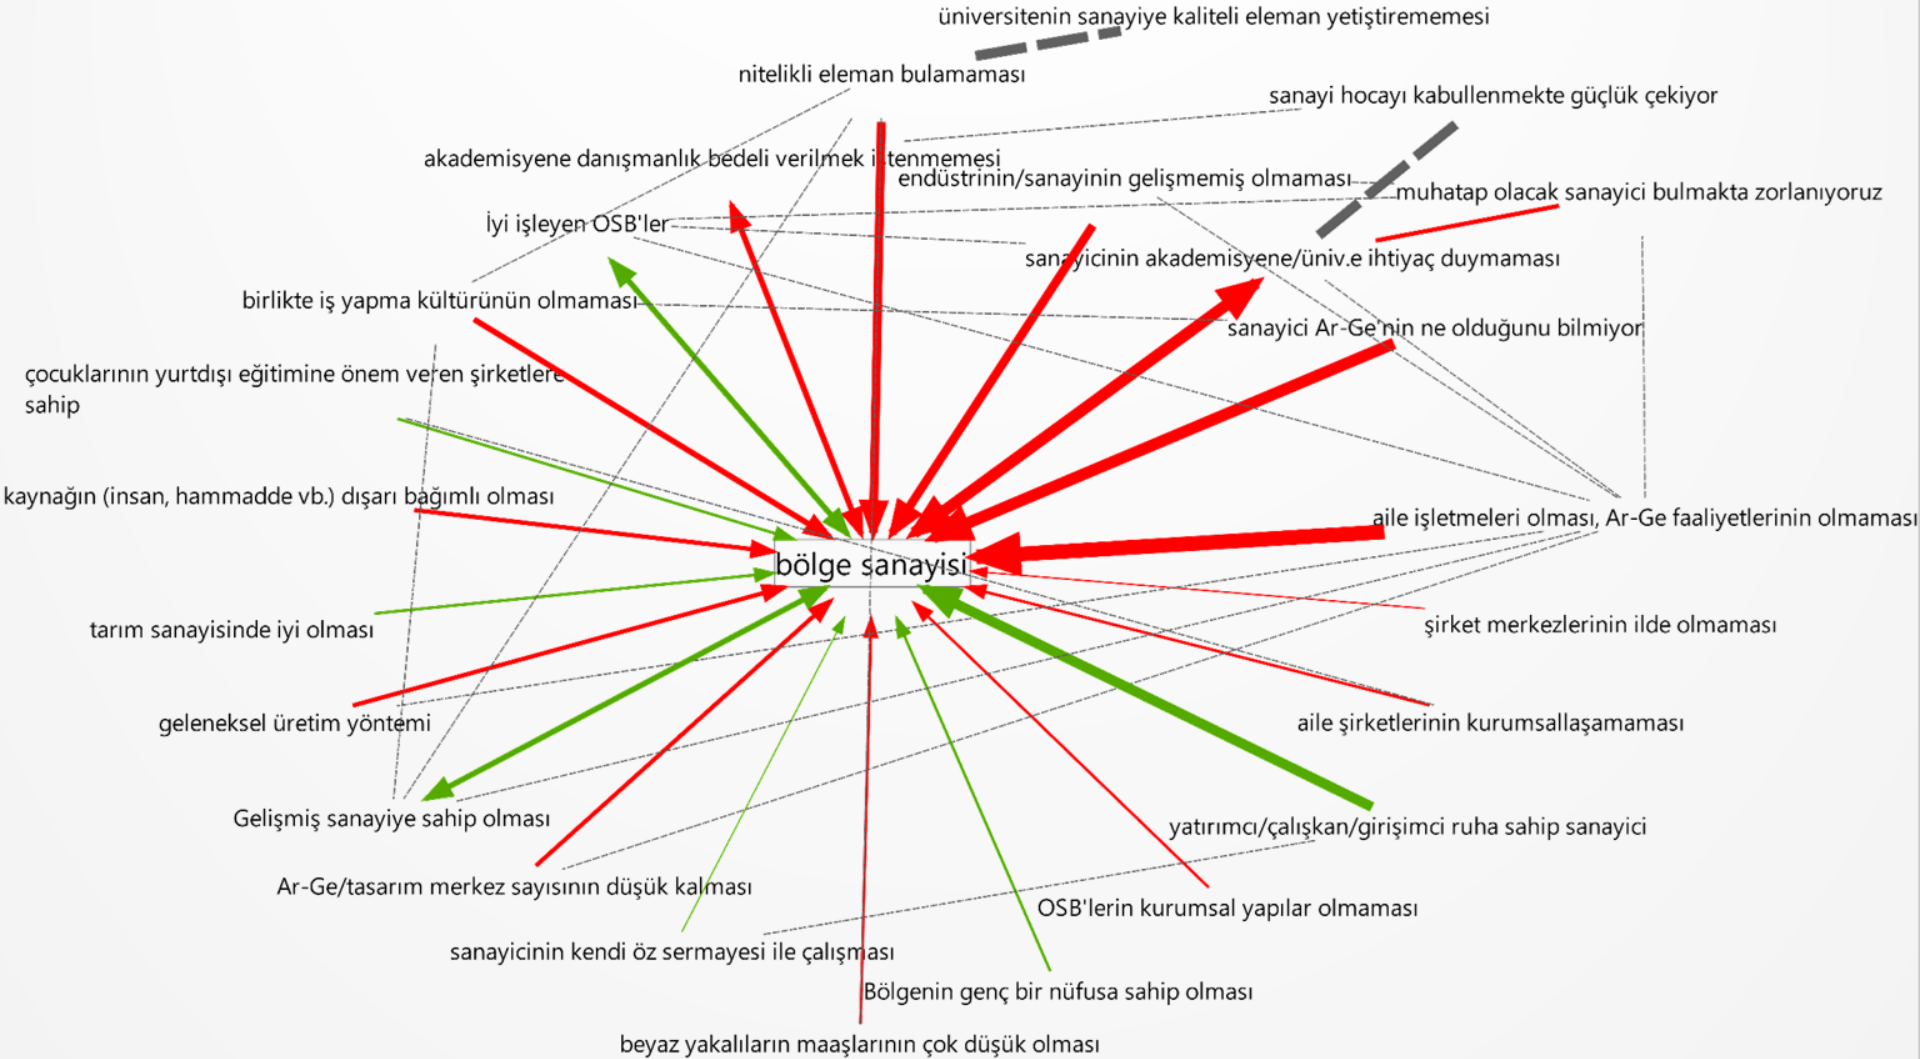 üniversitenin sanayiye kaliteli eleman yetiştirememesi
nitelikli eleman bulamaması
sanayi hocayı kabullenmekte güçlük çekiyor
akademisyene danışmanlık bedeli verilmek istenmemesi
endüstrinin/sanayinin gelişmemiş olmaması
muhatap olacak sanayici bulmakta zorlanıyoruz
İyi işleyen OSB'ler
sanayicinin akademisyene/üniv.e ihtiyaç duymaması
birlikte iş yapma kültürünün olmaması
sanayici Ar-Ge'nin ne olduğunu bilmiyor
çocuklarının yurtdışı eğitimine önem veren şirketlere
sahip
kaynağın (insan, hammadde vb.) dışarı bağımlı olması
aile işletmeleri olması, Ar-Ge faaliyetlerinin olmaması
bölge sanayisi
tarım sanayisinde iyi olması
şirket merkezlerinin ilde olmaması
geleneksel üretim yöntemi
aile şirketlerinin kurumsallaşamaması
Gelişmiş sanayiye sahip olması
yatırımcı/çalışkan/girişimci ruha sahip sanayici
Ar-Ge/tasarım merkez sayısının düşük kalması
OSB'lerin kurumsal yapılar olmaması
sanayicinin kendi öz sermayesi ile çalışması
Bölgenin genç bir nüfusa sahip olması
beyaz yakalıların maaşlarının çok düşük olması